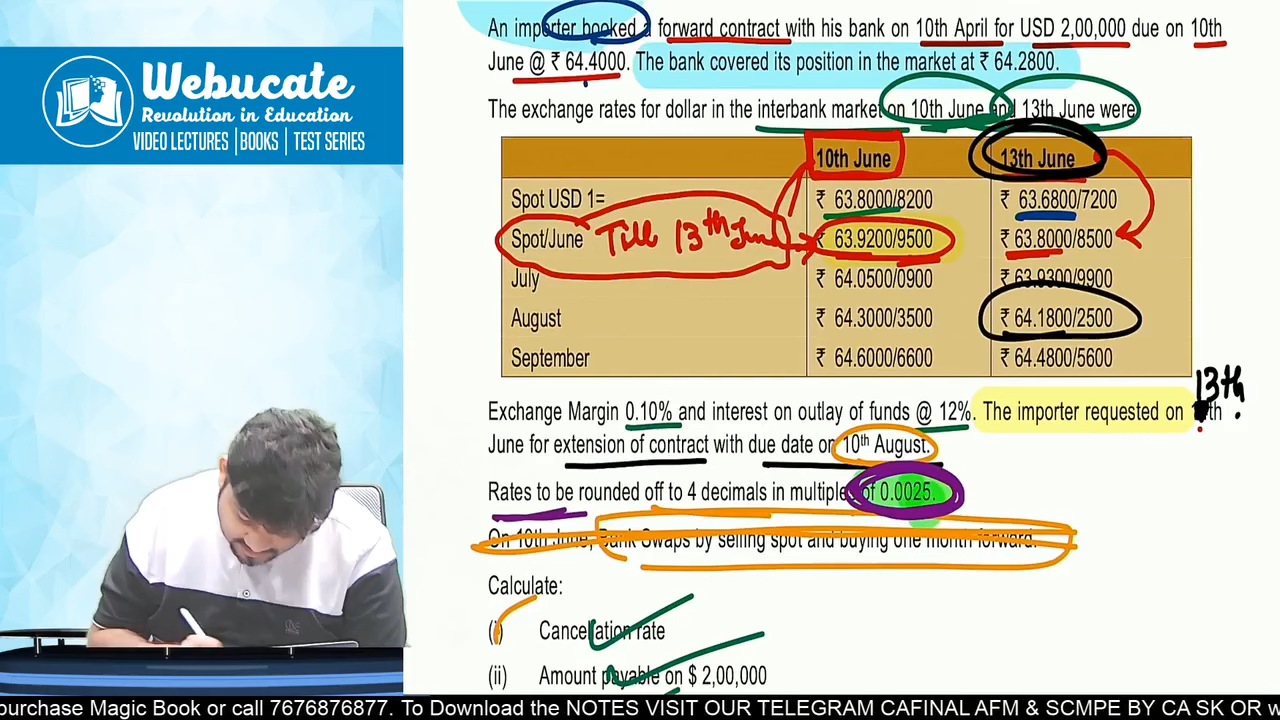 Webucate
Revolution in Education
VIDEO LECTURES | BOOKS | TEST SERIES
An importer booked a forward contract with his bank on 10th April for USD 2,00,000 due on 10th
June @ ₹ 64.4000. The bank covered its position in the market at ₹ 64.2800.
The exchange rates for dollar in the interbank market on 10th June and 13th June were
10th June 13th June
Spot USD 1= ₹ 63.8000/8200 ₹ 63.6800/7200
Spot/June Till 13th June ₹ 63.9200/9500 ₹ 63.8000/8500
July ₹ 64.0500/0900 ₹ 63.9300/9900
August ₹ 64.3000/3500 ₹ 64.1800/2500
September ₹ 64.6000/6600 ₹ 64.4800/5600
13th
Exchange Margin 0.10% and interest on outlay of funds @ 12%. The importer requested on th
June for extension of contract with due date on 10th August.
Rates to be rounded off to 4 decimals in multiples of 0.0025.
On 10th June, Bank Swaps by selling spot and buying one month forward.
Calculate:
(i) Cancellation rate
(ii) Amount payable on $ 2,00,000
purchase Magic Book or call 7676876877. To Download the NOTES VISIT OUR TELEGRAM CAFINAL AFM & SCMPE BY CA SK OR w